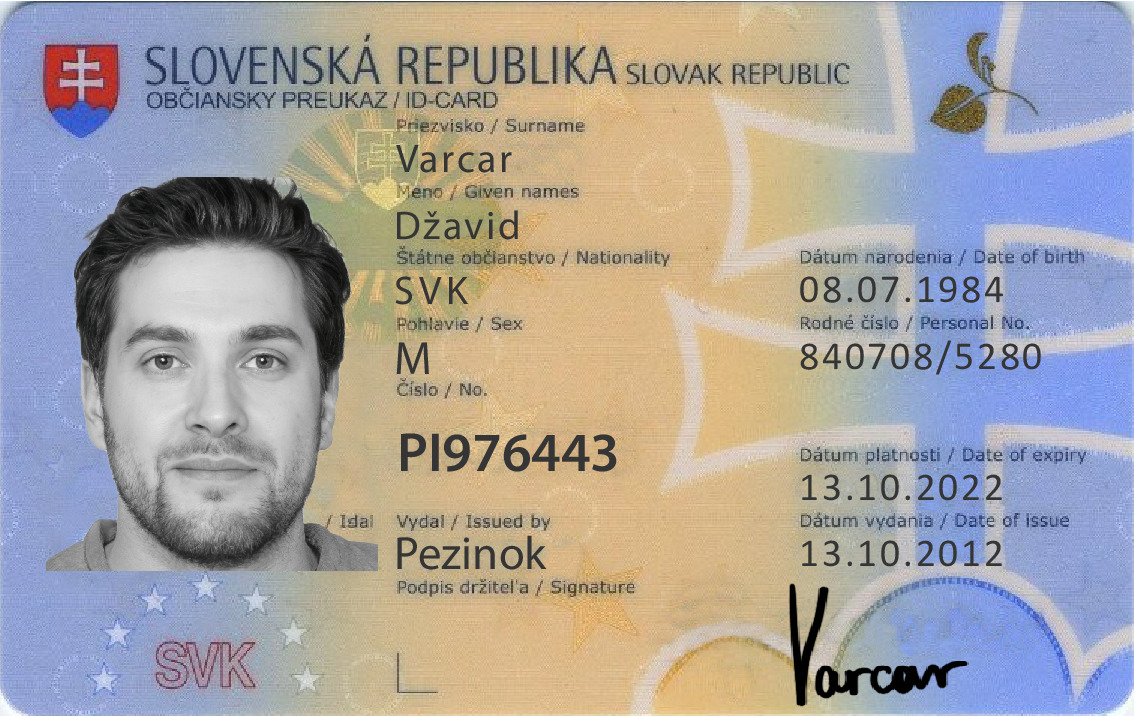 SLOVENSKÁ REPUBLIKA SLOVAK REPUBLIC
OBČIANSKY PREUKAZ / ID-CARD
Priezvisko / Surname
Varcar
Meno / Given names
Džavid
Štátne občianstvo / Nationality
SVK
Dátum narodenia / Date of birth
08.07.1984
Pohlavie / Sex
M
Rodné číslo / Personal No.
840708/5280
Číslo / No.
PI976443
Dátum platnosti / Date of expiry
13.10.2022
/ Idal
Vydal / Issued by
Pezinok
Dátum vydania / Date of issue
13.10.2012
Podpis držiteľa / Signature
Varcar
SVK